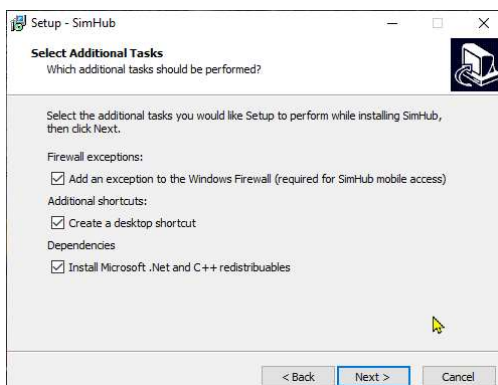 Setup - SimHub
Select Additional Tasks
Which additional tasks should be performed?
Select the additional tasks you would like Setup to perform while installing SimHub,
then click Next.
Firewall exceptions:
Add an exception to the Windows Firewall (required for SimHub mobile access)
Additional shortcuts:
Create a desktop shortcut
Dependencies
Install Microsoft .Net and C++ redistribuables
< Back Next > Cancel